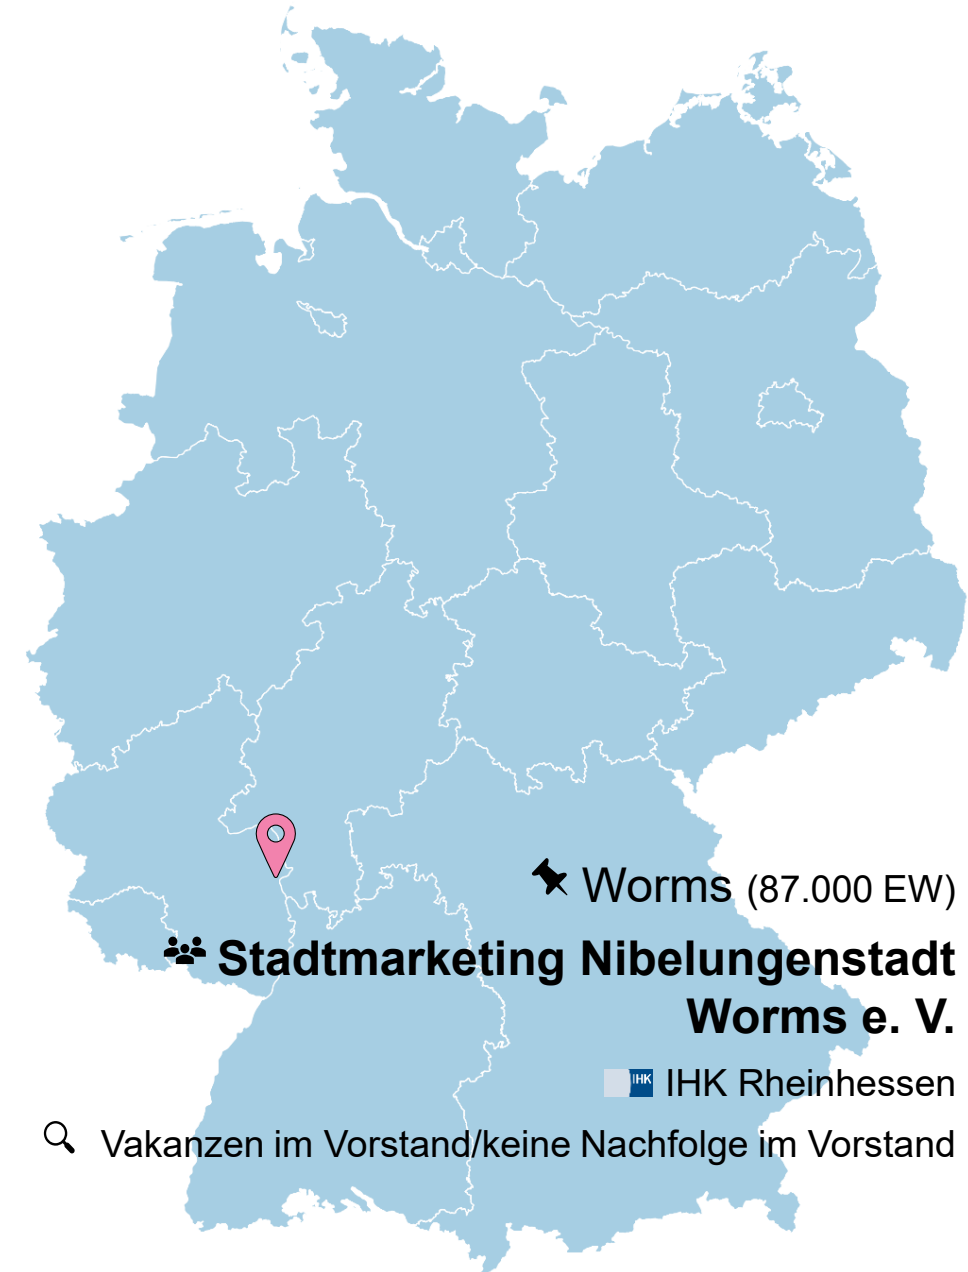 Worms (87.000 EW)
Stadtmarketing Nibelungenstadt
Worms e. V.
IHK IHK Rheinhessen
Vakanzen im Vorstand/keine Nachfolge im Vorstand